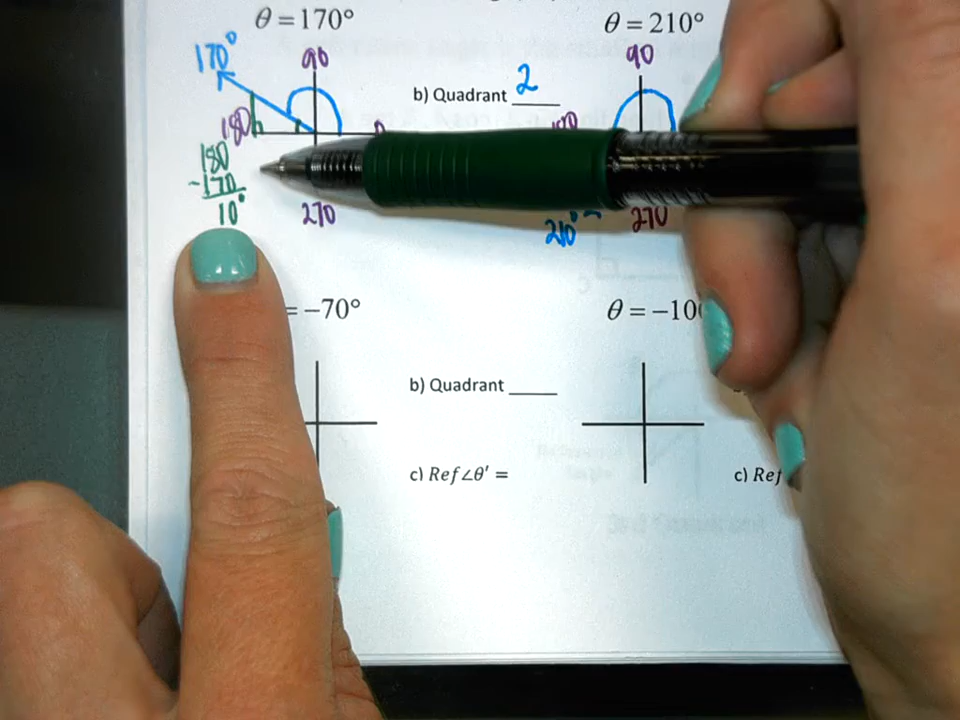 θ = 170°
θ = 210°
170°
90
90
b) Quadrant 2
180
180
-170
10°
270
210°
270
= −70°
θ = −10
b) Quadrant ____
c) Ref∠θ′ =
c) Ref